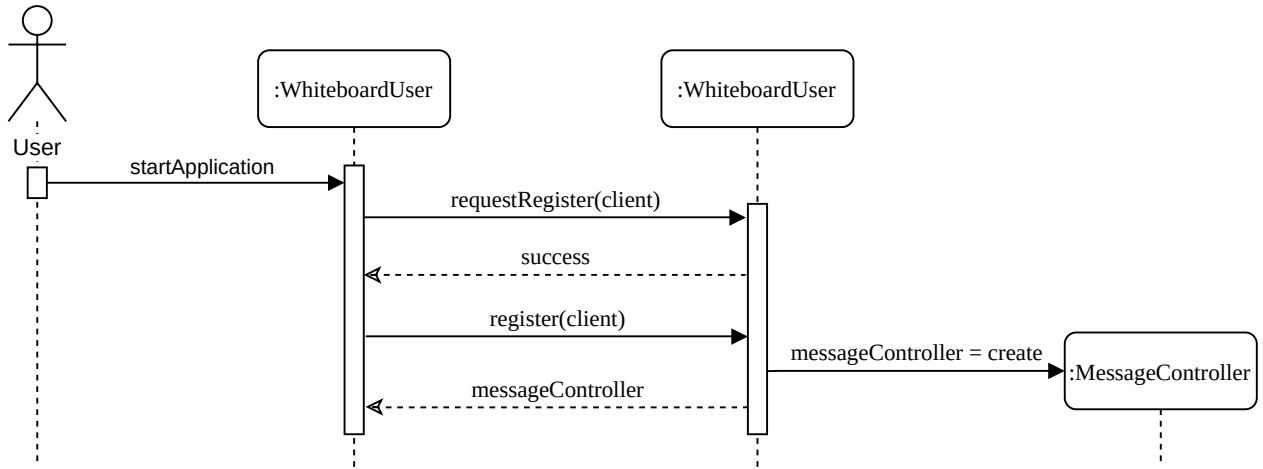 :WhiteboardUser
:WhiteboardUser
User
startApplication
requestRegister(client)
success
register(client)
messageController = create
:MessageController
messageController